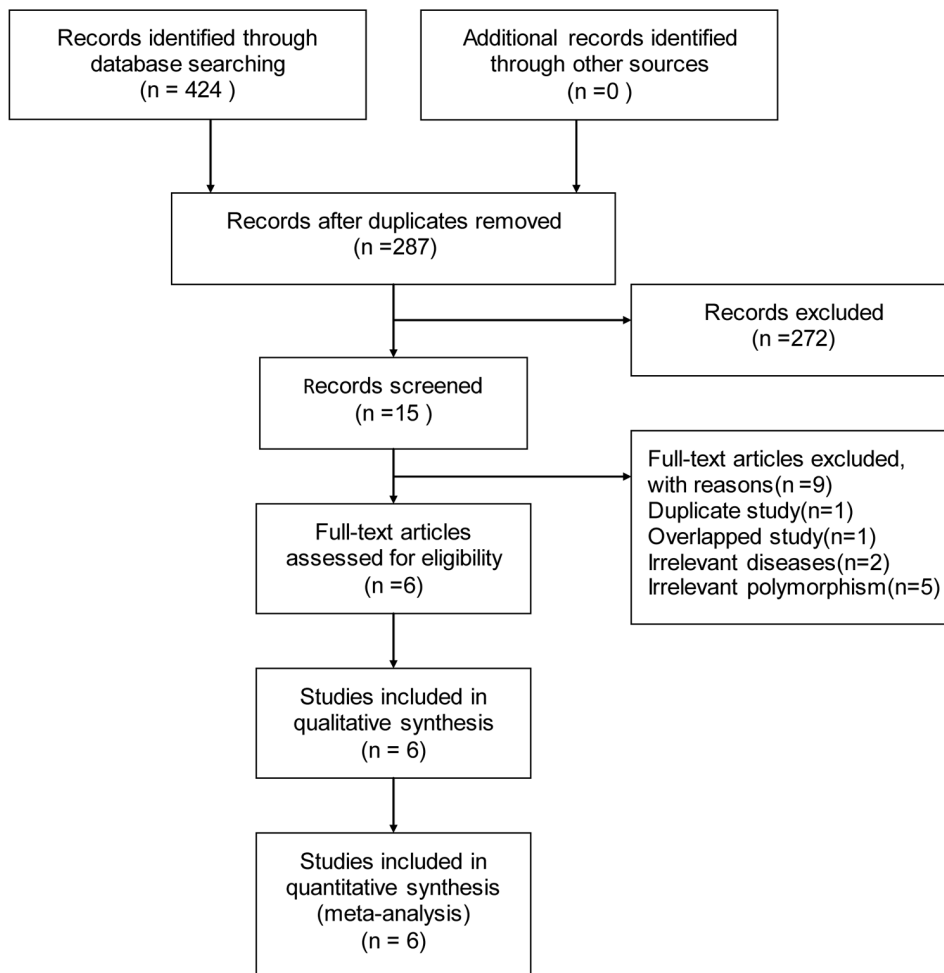 Records identified through
database searching
(n = 424 )
Additional records identified
through other sources
(n =0 )
Records after duplicates removed
(n =287)
Records excluded
(n =272)
Records screened
(n =15 )
Full-text articles excluded,
with reasons(n =9)
Duplicate study(n=1)
Overlapped study(n=1)
Irrelevant diseases(n=2)
Irrelevant polymorphism(n=5)
Full-text articles
assessed for eligibility
(n =6)
Studies included in
qualitative synthesis
(n = 6)
Studies included in
quantitative synthesis
(meta-analysis)
(n = 6)